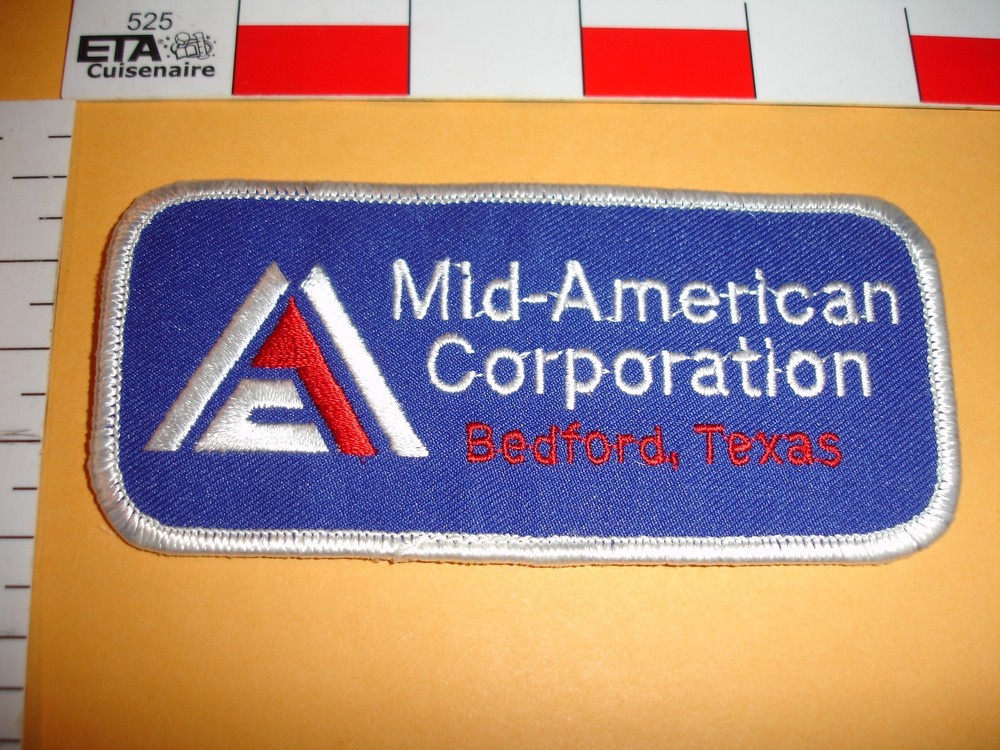 525
ETA
Cuisenaire
Mid-American
Corporation
Bedford, Texas